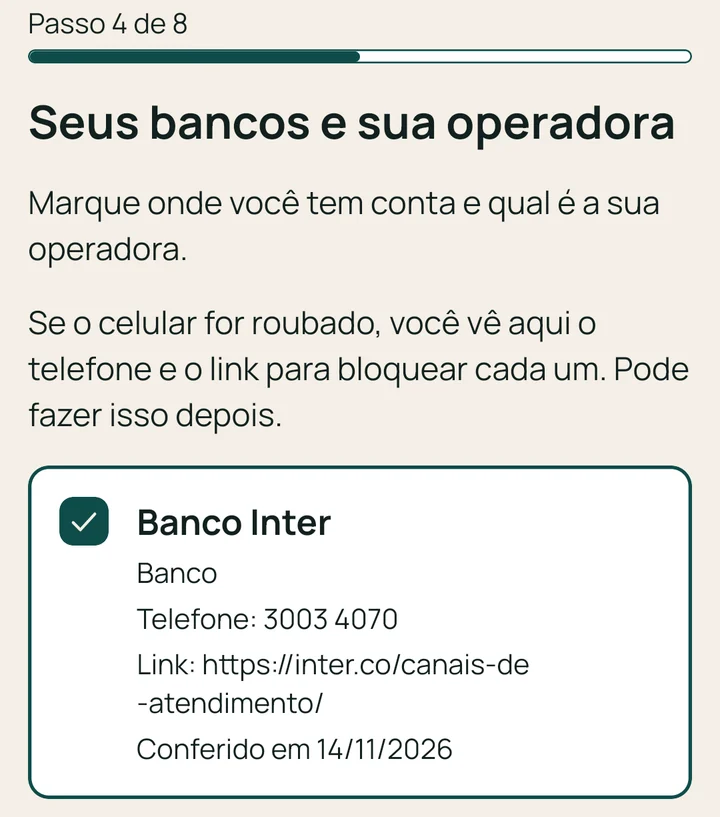 Passo 4 de 8
Seus bancos e sua operadora
Marque onde você tem conta e qual é a sua
operadora.
Se o celular for roubado, você vê aqui o
telefone e o link para bloquear cada um. Pode
fazer isso depois.
Banco Inter
Banco
Telefone: 3003 4070
Link: https://inter.co/canais-de
-atendimento/
Conferido em 14/11/2026